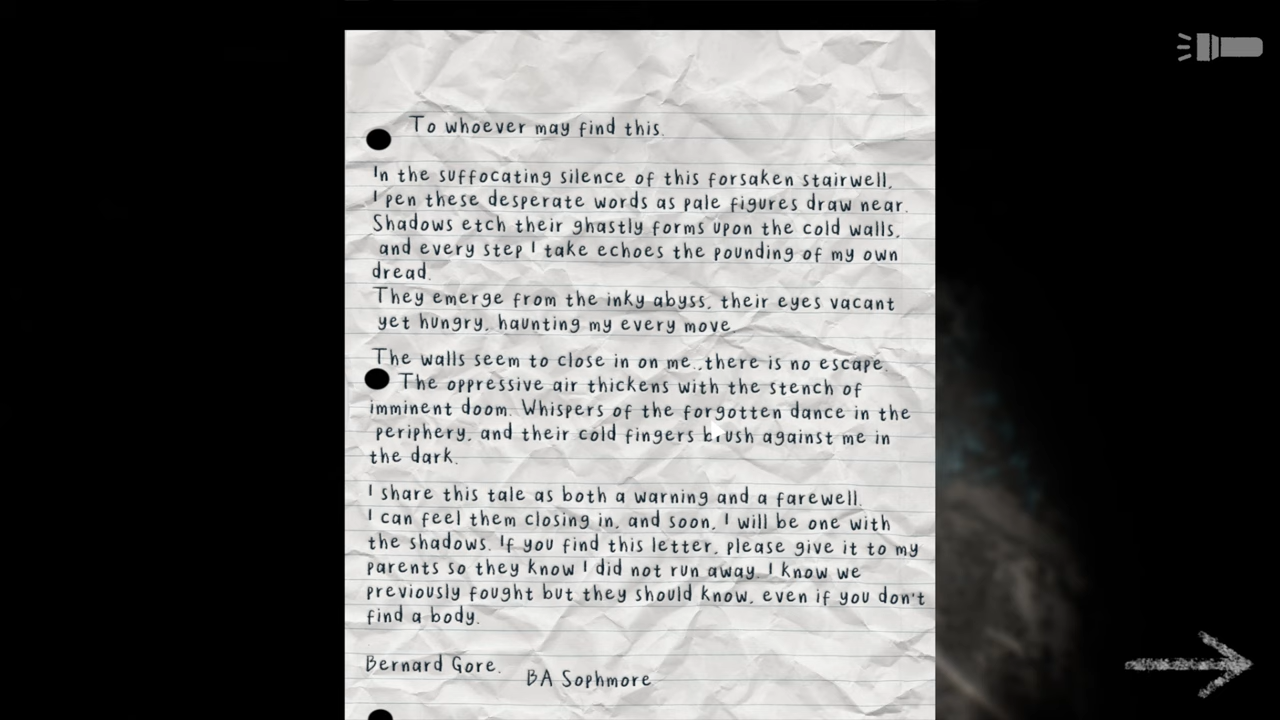 To whoever may find this.
In the suffocating silence of this forsaken stairwell,
I pen these desperate words as pale figures draw near.
Shadows etch their ghastly forms upon the cold walls,
and every step I take echoes the pounding of my own
dread.
They emerge from the inky abyss, their eyes vacant
yet hungry, haunting my every move.
The walls seem to close in on me..there is no escape.
The oppressive air thickens with the stench of
imminent doom. Whispers of the forgotten dance in the
periphery, and their cold fingers brush against me in
the dark.
I share this tale as both a warning and a farewell.
I can feel them closing in, and soon, I will be one with
the shadows. If you find this letter, please give it to my
parents so they know I did not run away. I know we
previously fought but they should know, even if you don't
find a body.
Bernard Gore.
BA Sophmore